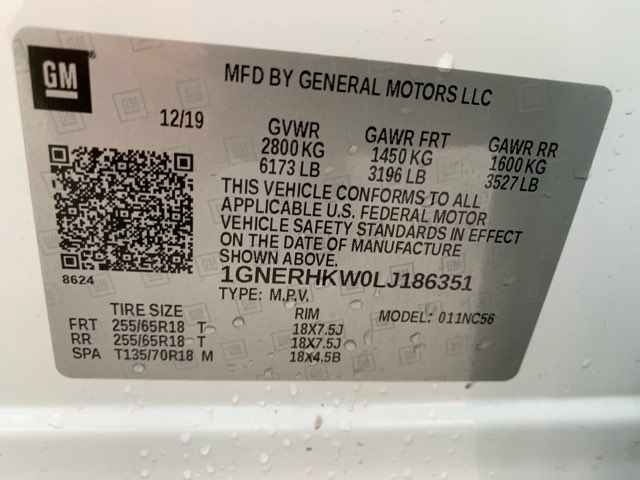 GM
MFD BY GENERAL MOTORS LLC
12/19
GVWR GAWR FRT GAWR RR
2800 KG 1450 KG 1600 KG
6173 LB 3196 LB 3527 LB
THIS VEHICLE CONFORMS TO ALL
APPLICABLE U.S. FEDERAL MOTOR
VEHICLE SAFETY STANDARDS IN EFFECT
ON THE DATE OF MANUFACTURE
SHOWN ABOVE.
8624
1GNERHKW0LJ186351
TYPE: M.P.V. MODEL: 011NC56
TIRE SIZE RIM
FRT 255/65R18 T 18X7.5J
RR 255/65R18 T 18X7.5J
SPA T135/70R18 M 18X4.5B